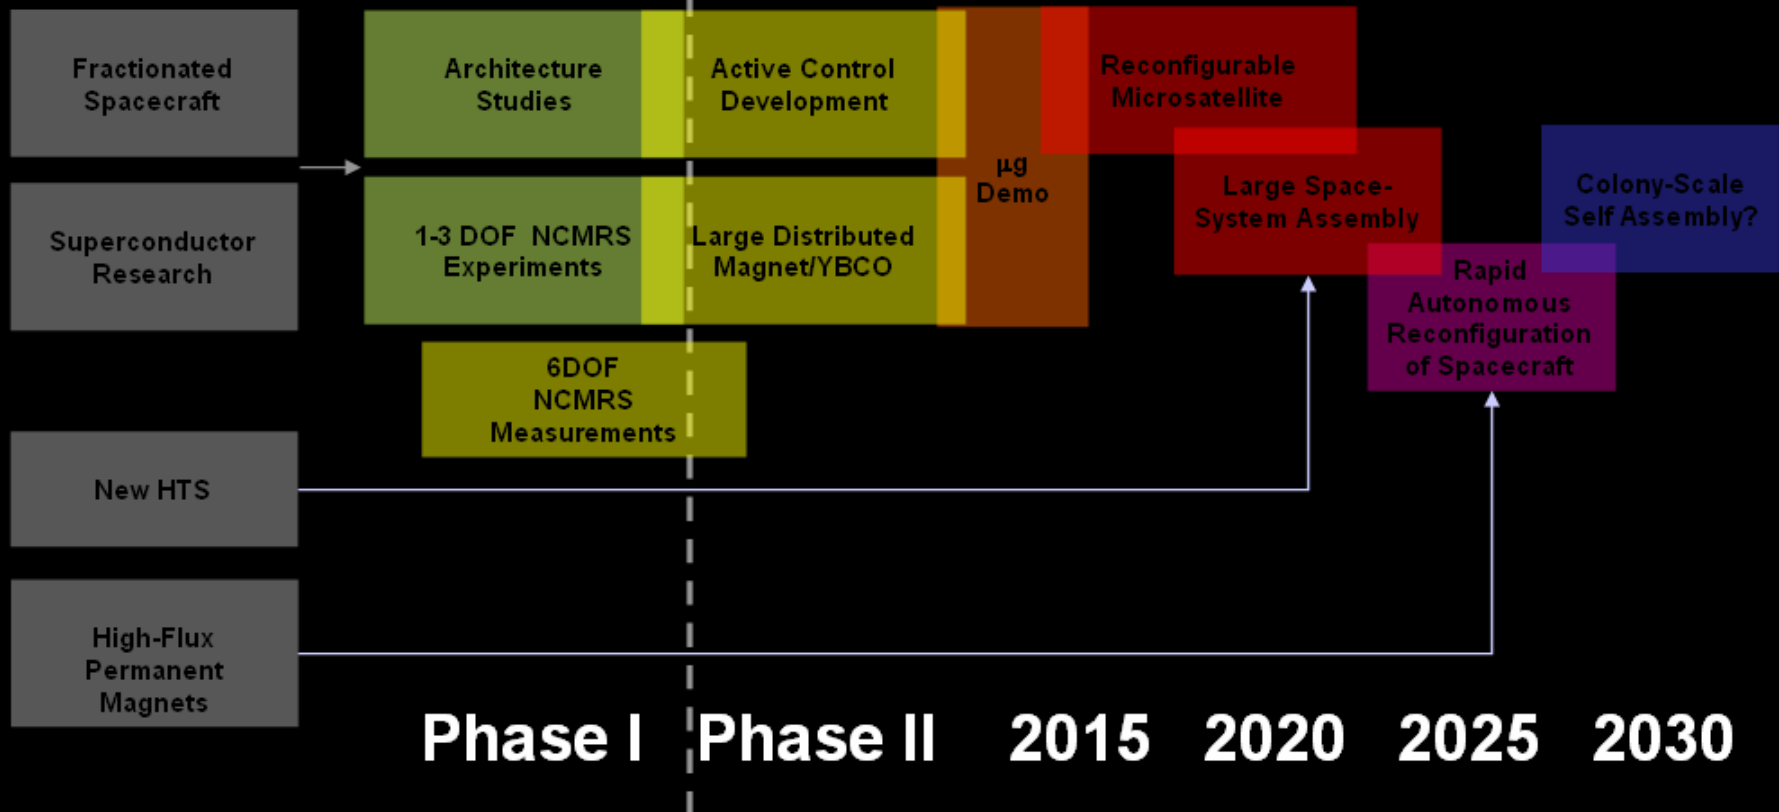 Fractionated
Spacecraft
Architecture
Studies
Active Control
Development
Reconfigurable
Microsatellite
µg
Demo
Large Space-
System Assembly
Colony-Scale
Self Assembly?
Superconductor
Research
1-3 DOF NCMRS
Experiments
Large Distributed
Magnet/YBCO
Rapid
Autonomous
Reconfiguration
of Spacecraft
6DOF
NCMRS
Measurements
New HTS
High-Flux
Permanent
Magnets
Phase I Phase II 2015 2020 2025 2030